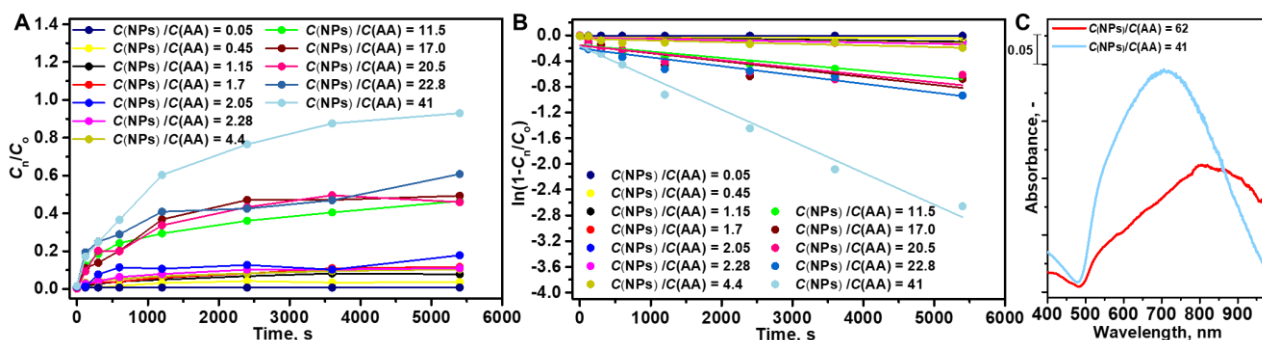 A
1.4
1.2
1.0
0.8
0.6
0.4
0.2
0.0
Cn/Co
C(NPs) /C(AA) = 0.05
C(NPs) /C(AA) = 0.45
C(NPs) /C(AA) = 1.15
C(NPs) /C(AA) = 1.7
C(NPs) /C(AA) = 2.05
C(NPs) /C(AA) = 2.28
C(NPs) /C(AA) = 4.4
C(NPs) /C(AA) = 11.5
C(NPs) /C(AA) = 17.0
C(NPs) /C(AA) = 20.5
C(NPs) /C(AA) = 22.8
C(NPs) /C(AA) = 41
0 1000 2000 3000 4000 5000 6000
Time, s
B
0.0
-0.4
-0.8
-1.2
-1.6
-2.0
-2.4
-2.8
-3.2
-3.6
-4.0
ln(1-Cn/Co)
C(NPs) /C(AA) = 0.05
C(NPs) /C(AA) = 0.45
C(NPs) /C(AA) = 1.15
C(NPs) /C(AA) = 1.7
C(NPs) /C(AA) = 2.05
C(NPs) /C(AA) = 2.28
C(NPs) /C(AA) = 4.4
C(NPs) /C(AA) = 11.5
C(NPs) /C(AA) = 17.0
C(NPs) /C(AA) = 20.5
C(NPs) /C(AA) = 22.8
C(NPs) /C(AA) = 41
0 1000 2000 3000 4000 5000 6000
Time, s
C
0.05
Absorbance, -
C(NPs)/C(AA) = 62
C(NPs)/C(AA) = 41
400 500 600 700 800 900
Wavelength, nm